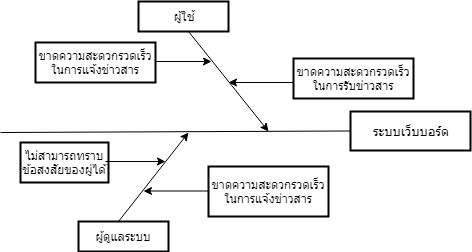 ผู้ใช้
ขาดความสะดวกรวดเร็ว
ในการแจ้งข่าวสาร
ขาดความสะดวกรวดเร็ว
ในการรับข่าวสาร
ระบบเว็บบอร์ด
ไม่สามารถทราบ
ข้อสงสัยของผู้ได้
ขาดความสะดวกรวดเร็ว
ในการแจ้งข่าวสาร
ผู้ดูแลระบบ